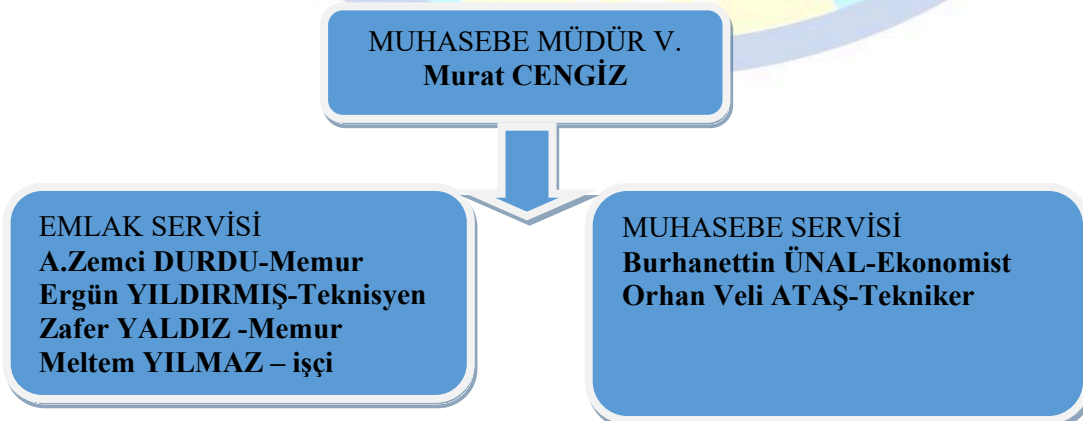 MUHASEBE MÜDÜR V.
Murat CENGİZ
EMLAK SERVİSİ
A.Zemci DURDU-Memur
Ergün YILDIRMIŞ-Teknisyen
Zafer YALDIZ -Memur
Meltem YILMAZ – işçi
MUHASEBE SERVİSİ
Burhanettin ÜNAL-Ekonomist
Orhan Veli ATAŞ-Tekniker